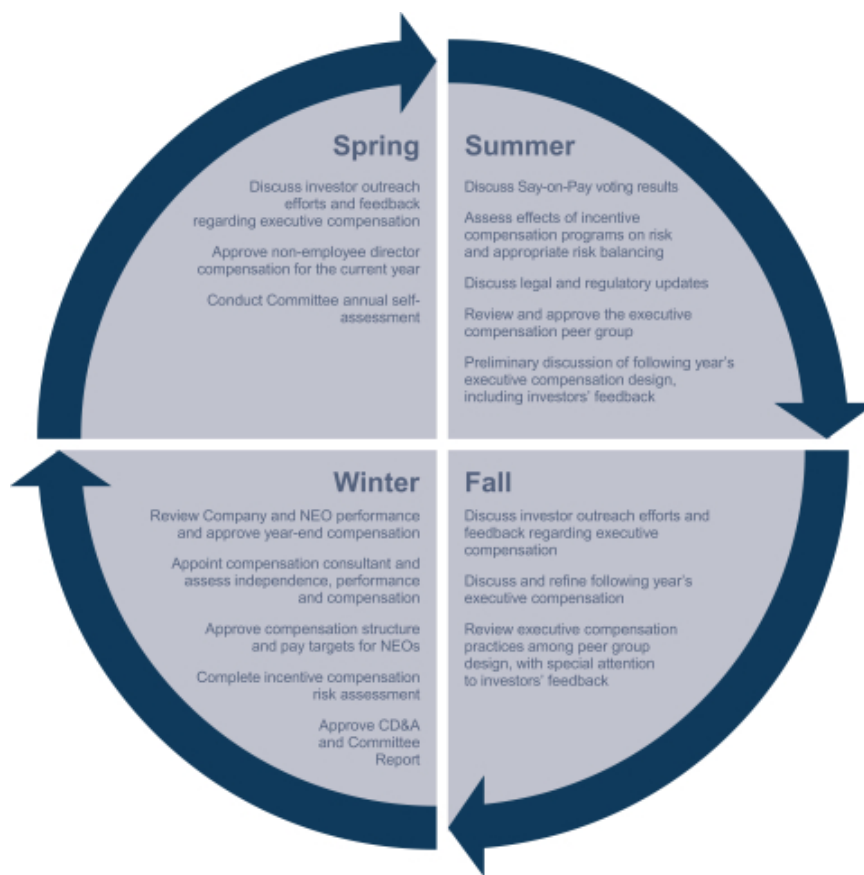 Spring
Discuss investor outreach
efforts and feedback
regarding executive compensation
Approve non-employee director
compensation for the current year
Conduct Committee annual self-
assessment
Summer
Discuss Say-on-Pay voting results
Assess effects of incentive
compensation programs on risk
and appropriate risk balancing
Discuss legal and regulatory updates
Review and approve the executive
compensation peer group
Preliminary discussion of following year's
executive compensation design,
including investors' feedback
Winter
Review Company and NEO performance
and approve year-end compensation
Appoint compensation consultant and
assess independence, performance
and compensation
Approve compensation structure
and pay targets for NEOs
Complete incentive compensation
risk assessment
Approve CD&A
and Committee
Report
Fall
Discuss investor outreach efforts and
feedback regarding executive
compensation
Discuss and refine following year's
executive compensation
Review executive compensation
practices among peer group
design, with special attention
to investors' feedback